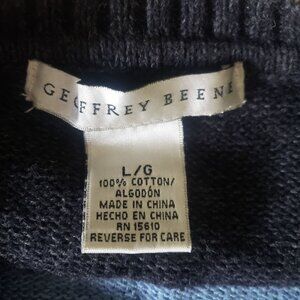 GEOFFREY BEENE
L/G
100% COTTON/
ALGODÓN
MADE IN CHINA
HECHO EN CHINA
RN 15610
REVERSE FOR CARE